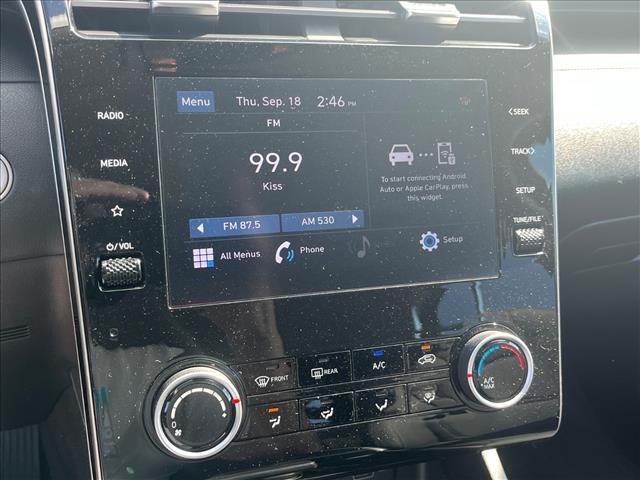 Menu Thu, Sep. 18 2:46 PM
FM
99.9
Kiss
FM 87.5 AM 530
All Menus Phone Setup
To start connecting Android
Auto or Apple CarPlay, press
this widget.
RADIO
MEDIA
⏻/VOL
<SEEK
TRACK>
SETUP
TUNE/FILE
FRONT REAR A/C
0
A/C
MAX